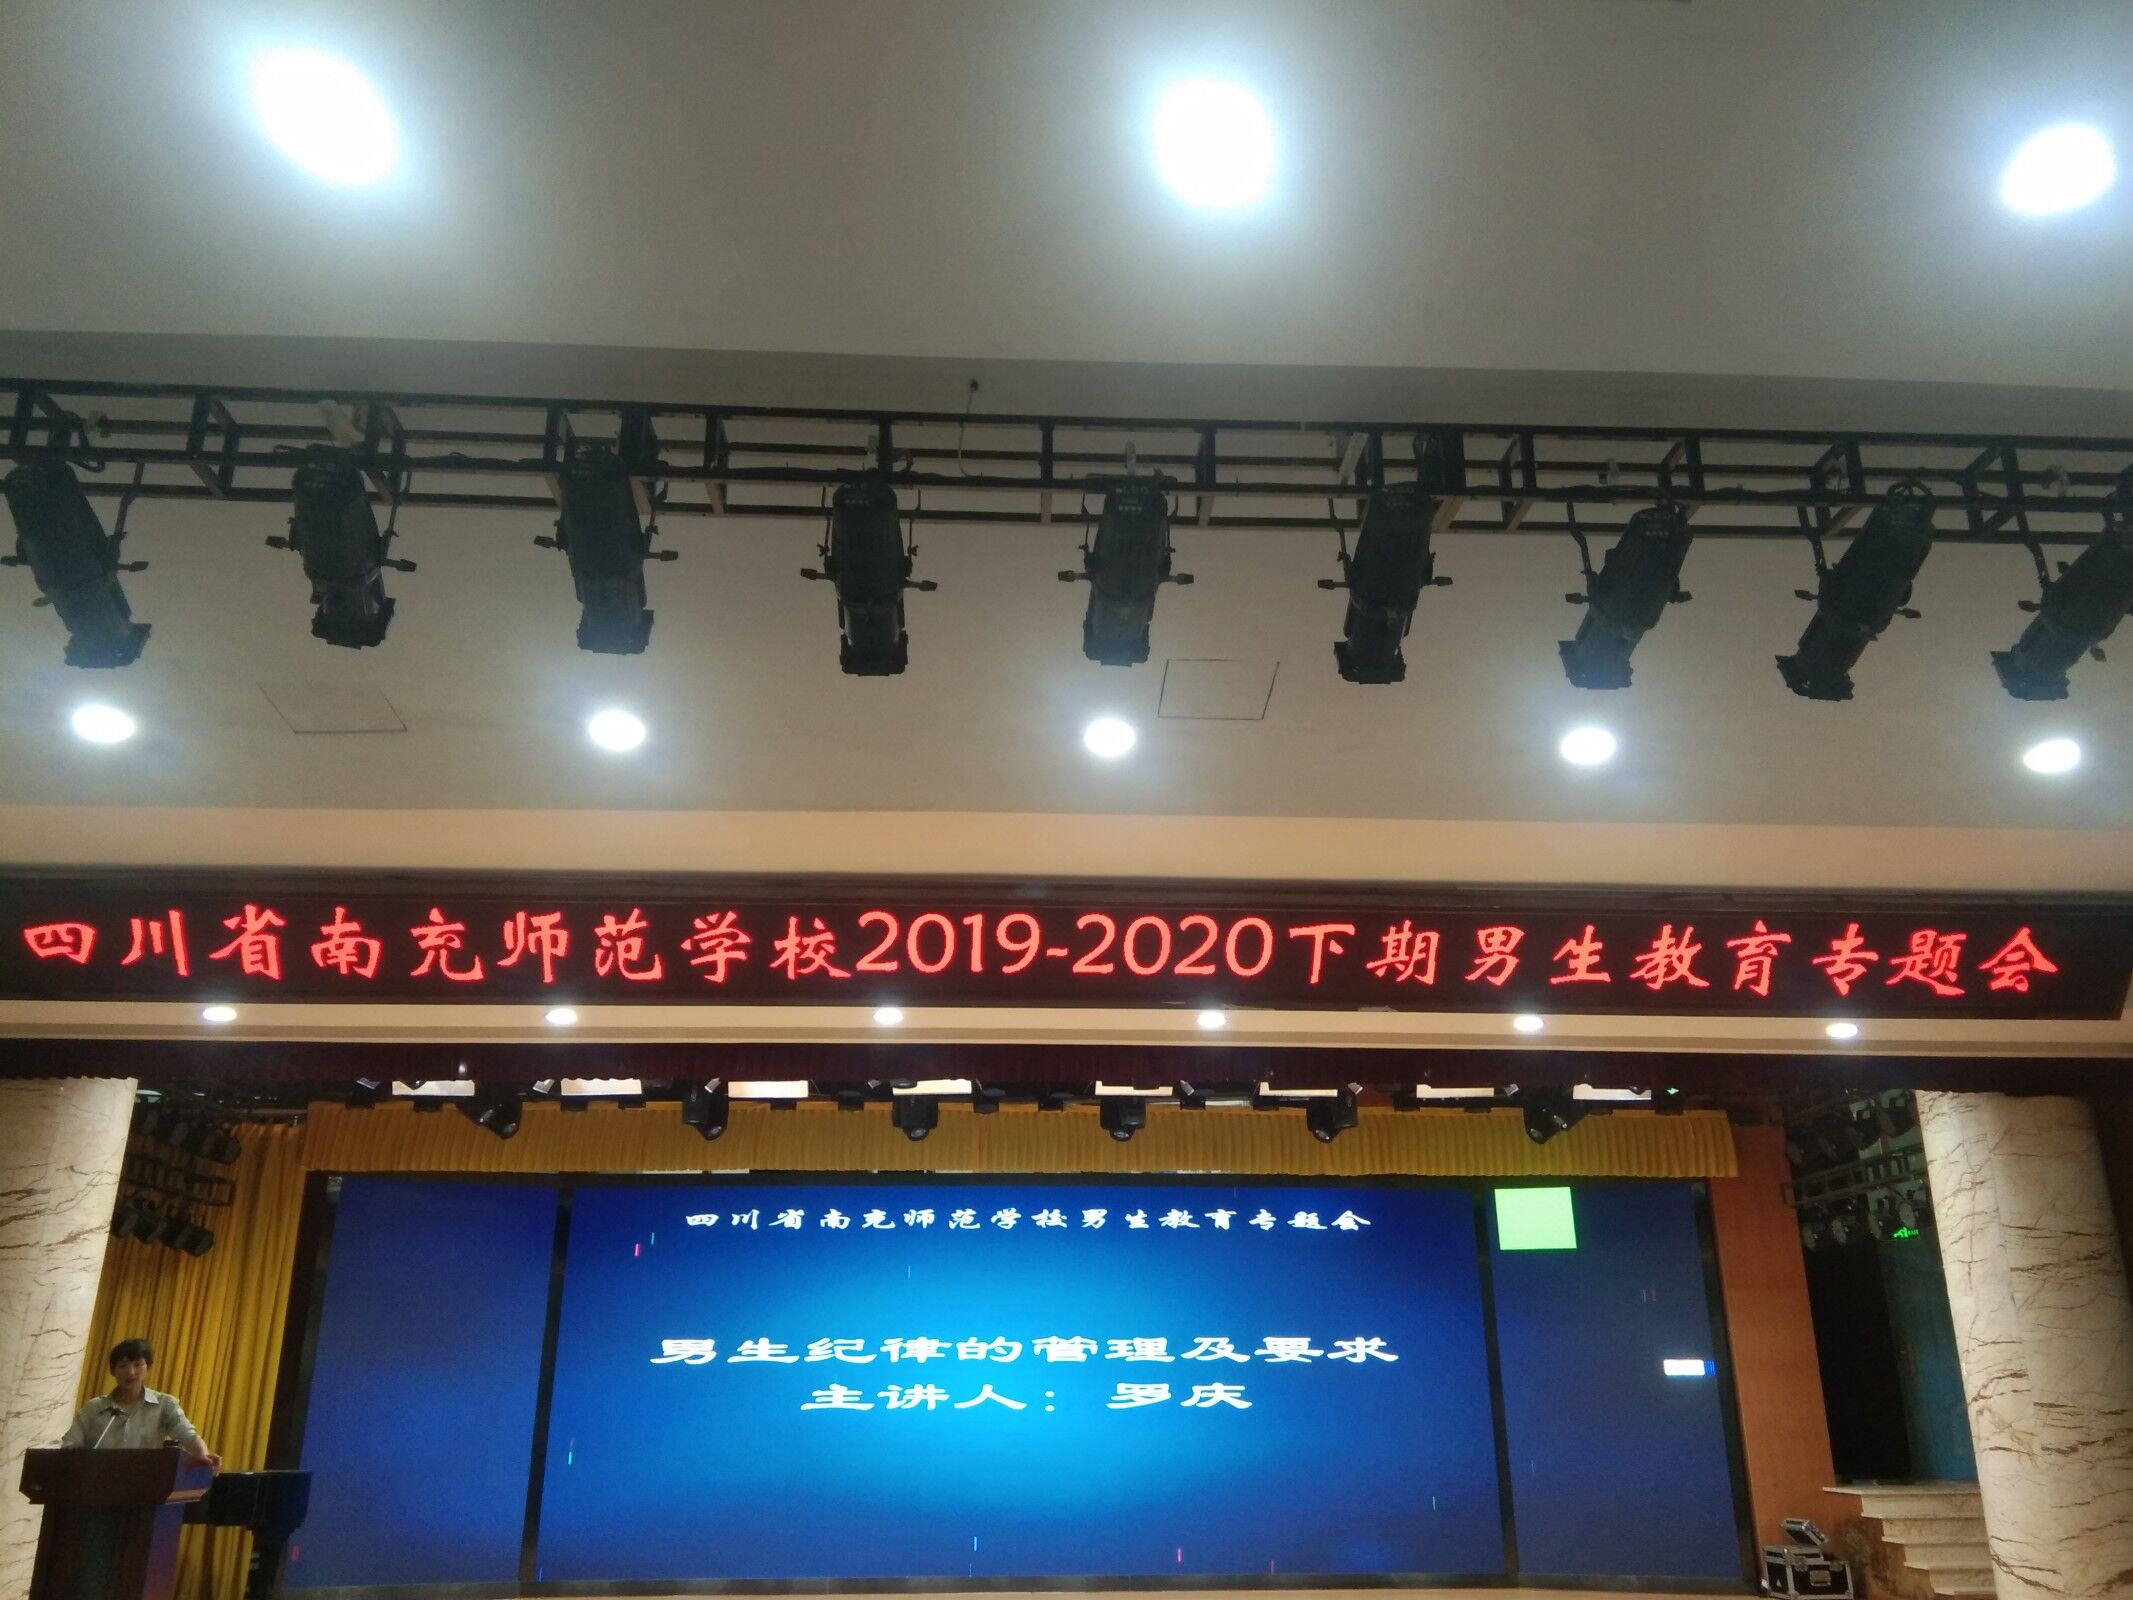 四川省南充师范学校2019-2020下期男生教育专题会
四川省南充师范学校男生教育专题会
男生纪律的管理及要求
主讲人：罗庆